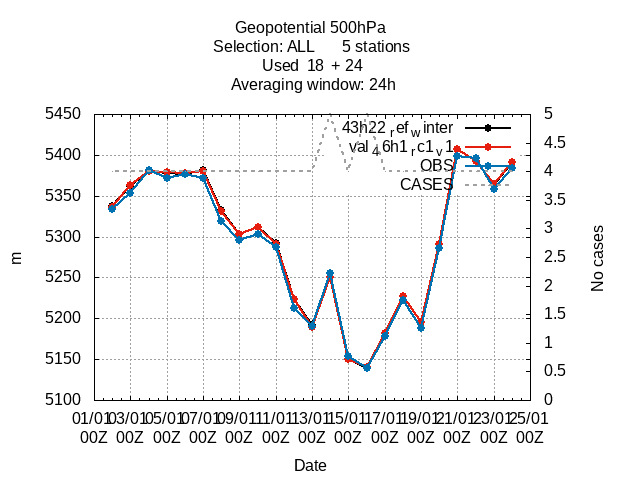 Geopotential 500hPa
Selection: ALL 5 stations
Used 18 + 24
Averaging window: 24h
5450
5400
5350
5300
5250
5200
5150
5100
m
5
4.5
4
3.5
3
2.5
2
1.5
1
0.5
0
No cases
43h22 refwinter
val46h1rc1v1
OBS
CASES
01/01 03/01 05/01 07/01 09/01 11/01 13/01 15/01 17/01 19/01 21/01 23/01 25/01
00Z 00Z 00Z 00Z 00Z 00Z 00Z 00Z 00Z 00Z 00Z 00Z 00Z
Date